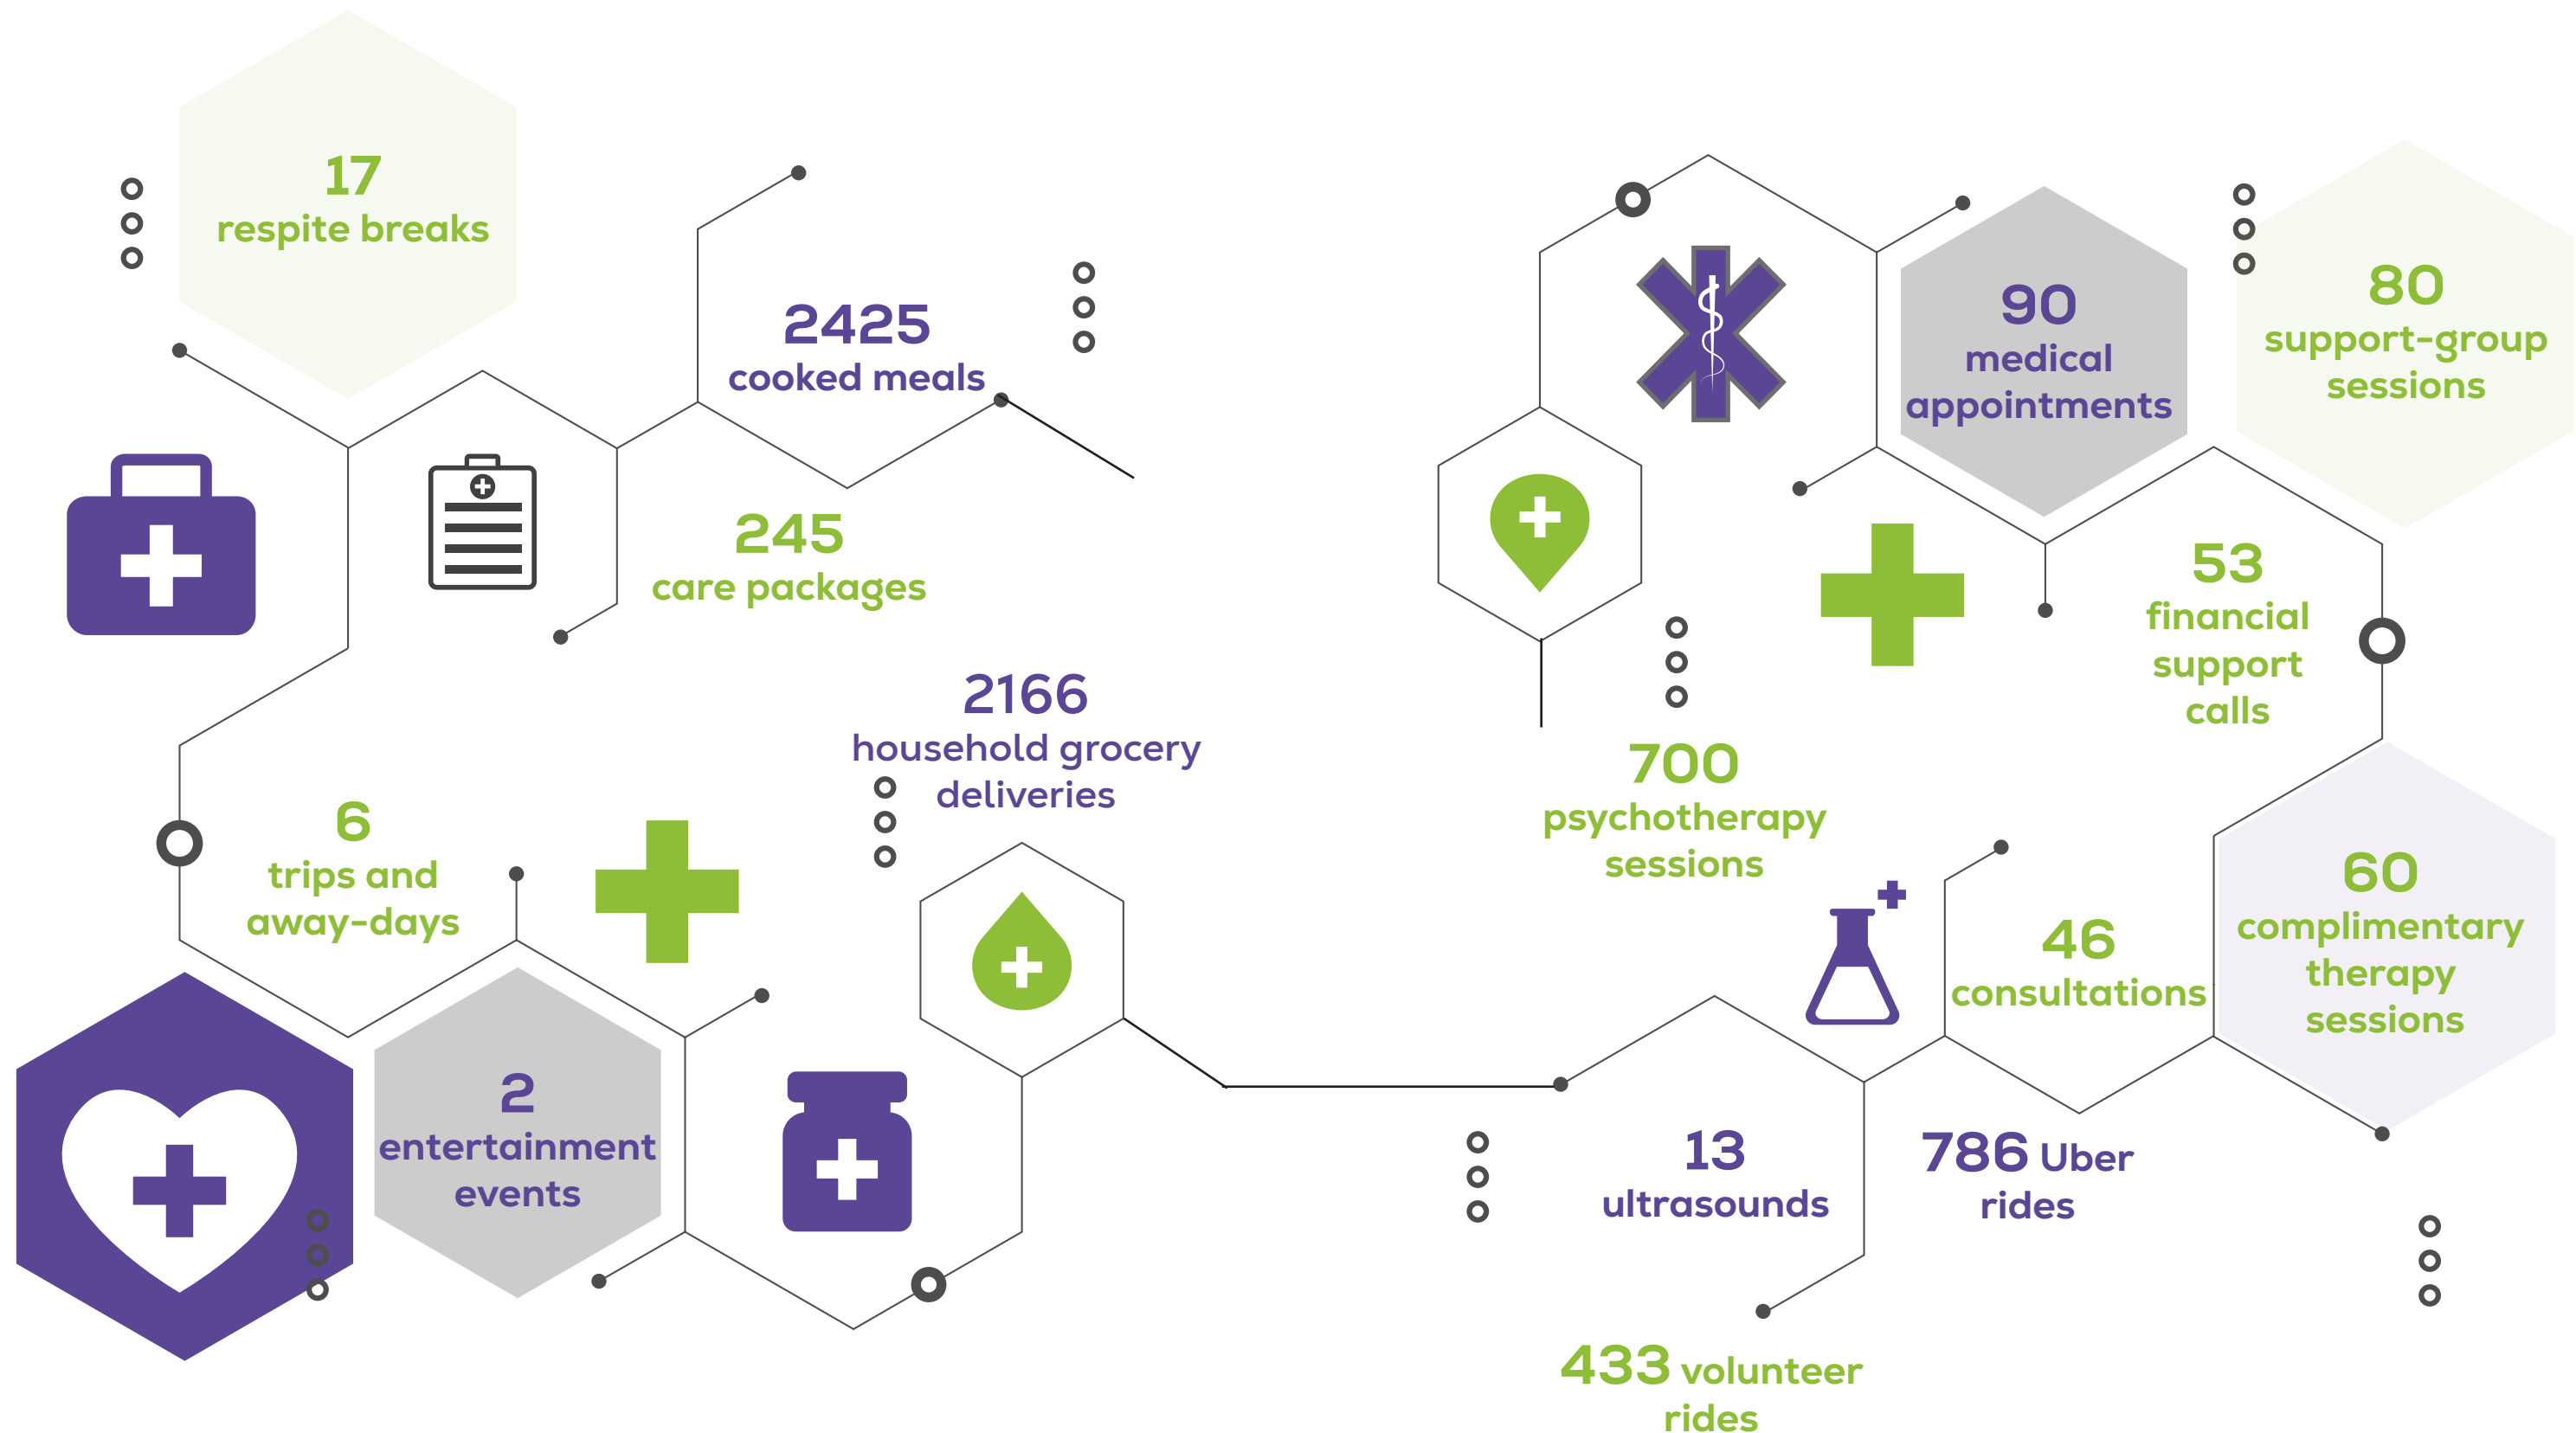 17
respite breaks
2425
cooked meals
245
care packages
2166
household grocery
deliveries
6
trips and
away-days
2
entertainment
events
90
medical
appointments
80
support-group
sessions
53
financial
support
calls
700
psychotherapy
sessions
60
complimentary
therapy
sessions
46
consultations
13
ultrasounds
786 Uber
rides
433 volunteer
rides